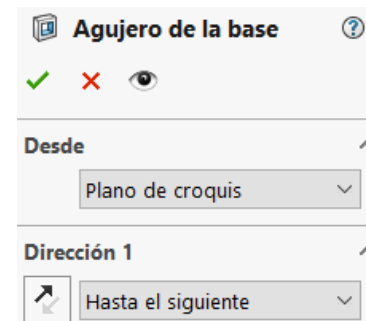 Agujero de la base
Desde
Plano de croquis
Dirección 1
Hasta el siguiente